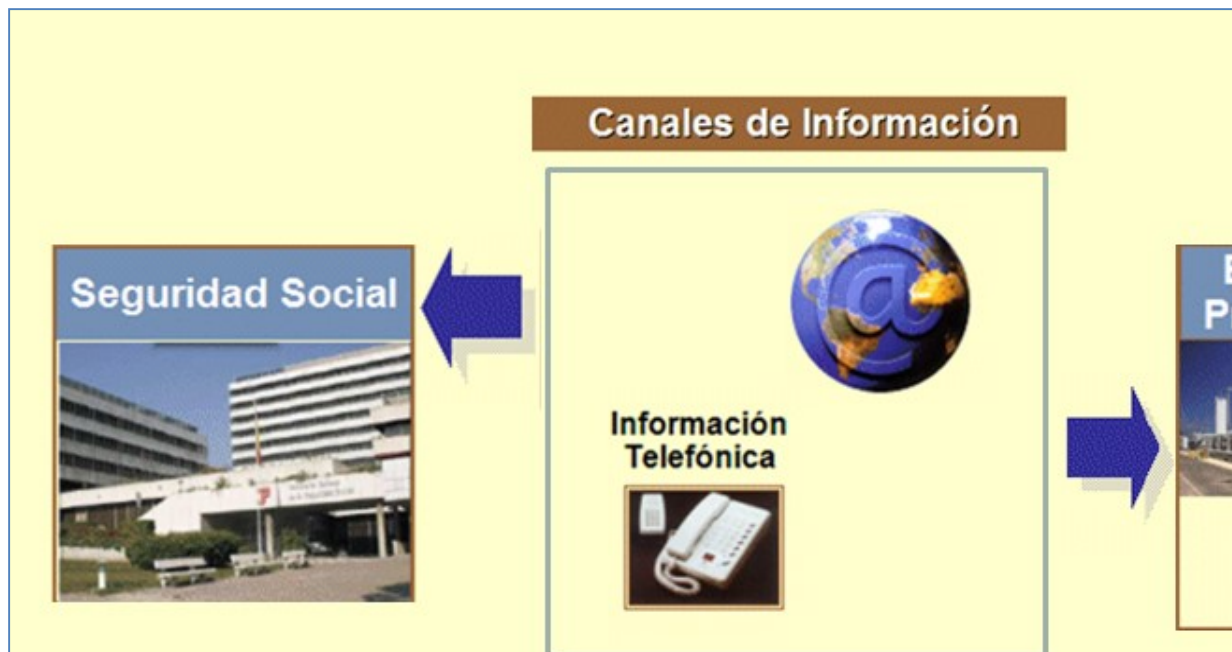 Canales de Información
Seguridad Social
Información
Telefónica
@